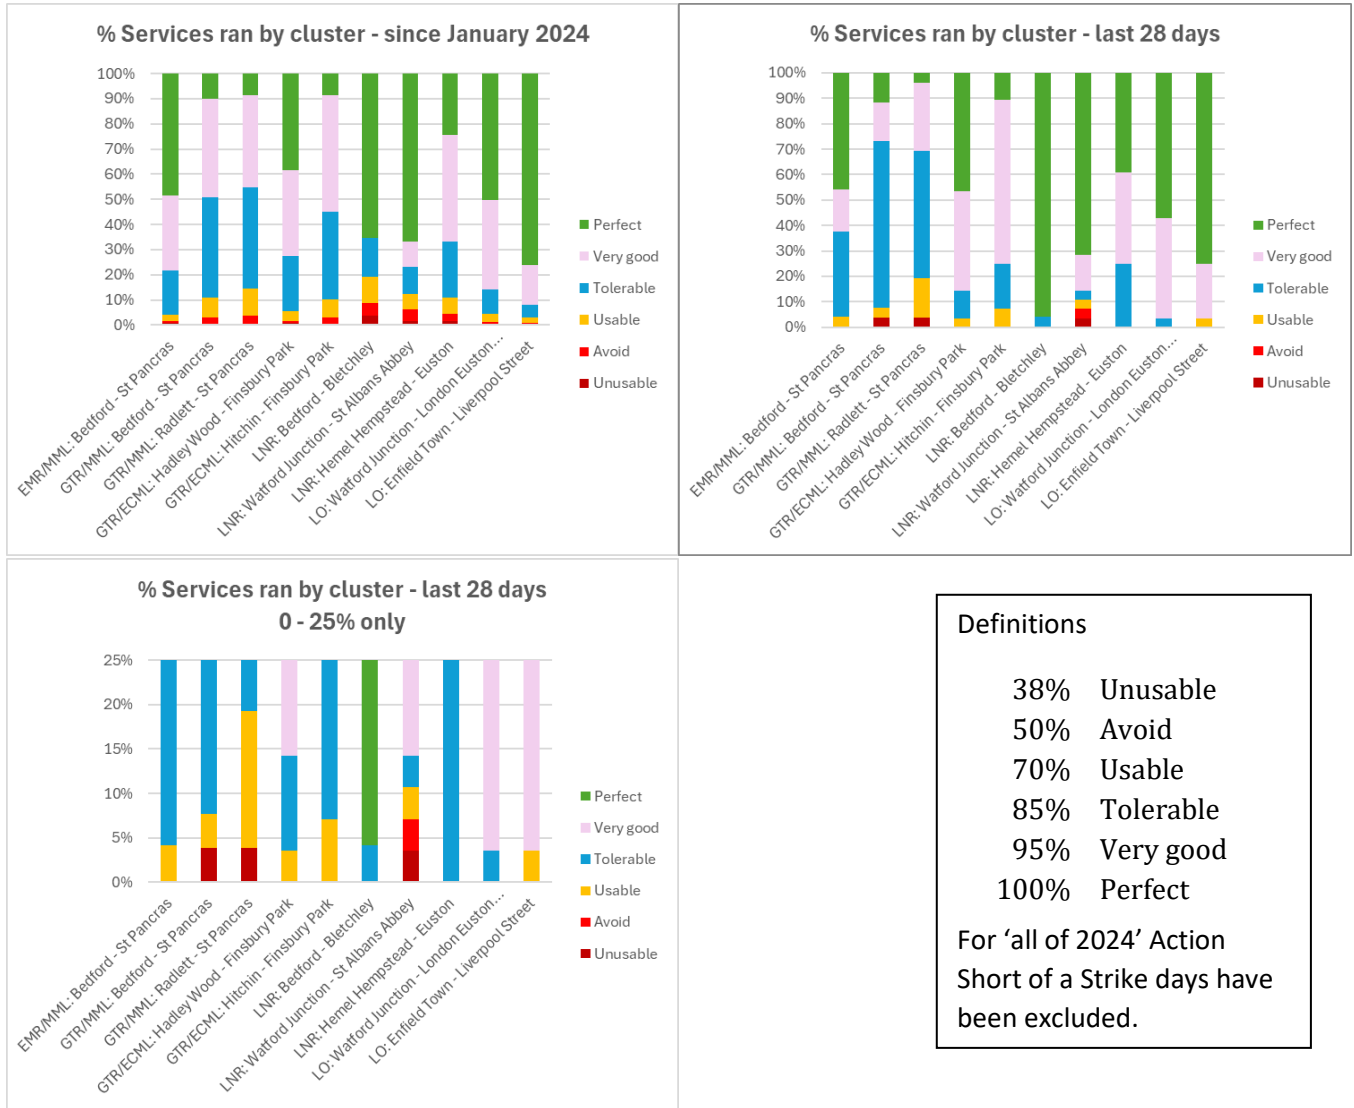 % Services ran by cluster - since January 2024
100%
90%
80%
70%
60%
50%
40%
30%
20%
10%
0%
EMR/MML: Bedford - St Pancras
GTR/MML: Bedford - St Pancras
GTR/MML: Radlett - St Pancras
GTR/ECML: Hadley Wood - Finsbury Park
GTR/ECML: Hitchin - Finsbury Park
LNR: Bedford - Bletchley
LNR: Watford Junction - St Albans Abbey
LNR: Hemel Hempstead - Euston
LO: Watford Junction - London Euston...
LO: Enfield Town - Liverpool Street
Perfect
Very good
Tolerable
Usable
Avoid
Unusable
% Services ran by cluster - last 28 days
100%
90%
80%
70%
60%
50%
40%
30%
20%
10%
0%
EMR/MML: Bedford - St Pancras
GTR/MML: Bedford - St Pancras
GTR/MML: Radlett - St Pancras
GTR/ECML: Hadley Wood - Finsbury Park
GTR/ECML: Hitchin - Finsbury Park
LNR: Bedford - Bletchley
LNR: Watford Junction - St Albans Abbey
LNR: Hemel Hempstead - Euston
LO: Watford Junction - London Euston...
LO: Enfield Town - Liverpool Street
Perfect
Very good
Tolerable
Usable
Avoid
Unusable
% Services ran by cluster - last 28 days
0 - 25% only
25%
20%
15%
10%
5%
0%
EMR/MML: Bedford - St Pancras
GTR/MML: Bedford - St Pancras
GTR/MML: Radlett - St Pancras
GTR/ECML: Hadley Wood - Finsbury Park
GTR/ECML: Hitchin - Finsbury Park
LNR: Bedford - Bletchley
LNR: Watford Junction - St Albans Abbey
LNR: Hemel Hempstead - Euston
LO: Watford Junction - London Euston...
LO: Enfield Town - Liverpool Street
Perfect
Very good
Tolerable
Usable
Avoid
Unusable
Definitions
38% Unusable
50% Avoid
70% Usable
85% Tolerable
95% Very good
100% Perfect
For ‘all of 2024’ Action
Short of a Strike days have
been excluded.